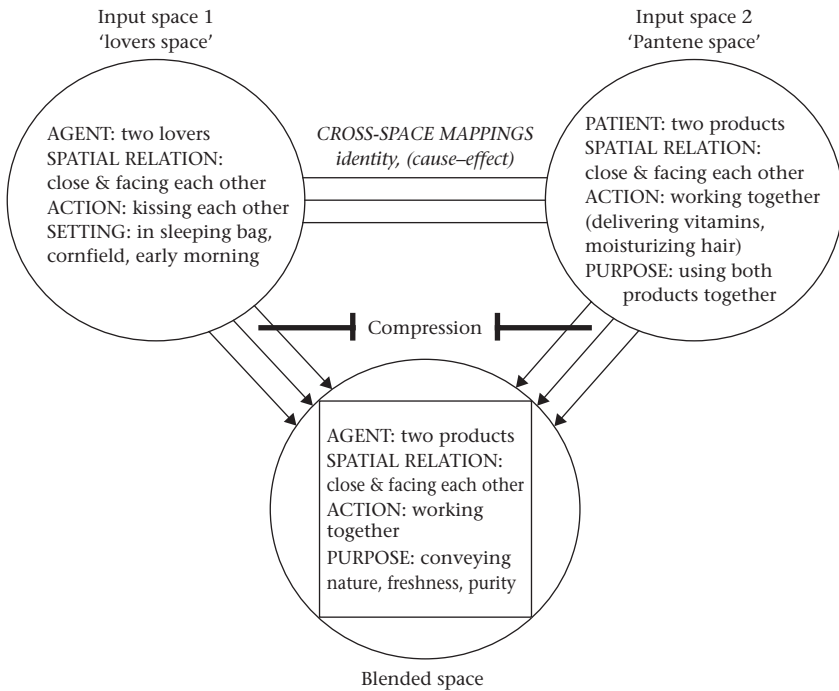 Input space 1
'lovers space'
AGENT: two lovers
SPATIAL RELATION:
close & facing each other
ACTION: kissing each other
SETTING: in sleeping bag,
cornfield, early morning
CROSS-SPACE MAPPINGS
identity, (cause–effect)
Input space 2
'Pantene space'
PATIENT: two products
SPATIAL RELATION:
close & facing each other
ACTION: working together
(delivering vitamins,
moisturizing hair)
PURPOSE: using both
products together
Compression
AGENT: two products
SPATIAL RELATION:
close & facing each other
ACTION: working
together
PURPOSE: conveying
nature, freshness, purity
Blended space